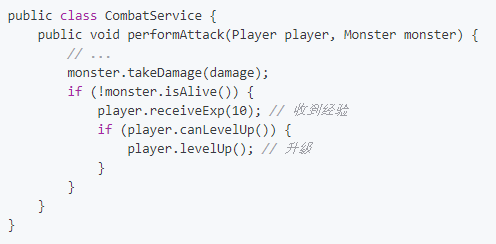 public class CombatService {
    public void performAttack(Player player, Monster monster) {
        // ...
        monster.takeDamage(damage);
        if (!monster.isAlive()) {
            player.receiveExp(10); // 收到经验
            if (player.canLevelUp()) {
                player.levelUp(); // 升级
            }
        }
    }
}